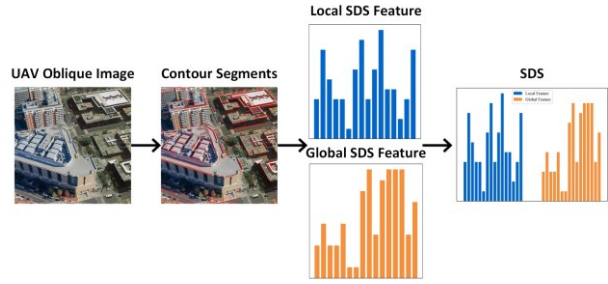 Local SDS Feature
UAV Oblique Image
Contour Segments
SDS
Local Feature
Global Feature
Global SDS Feature